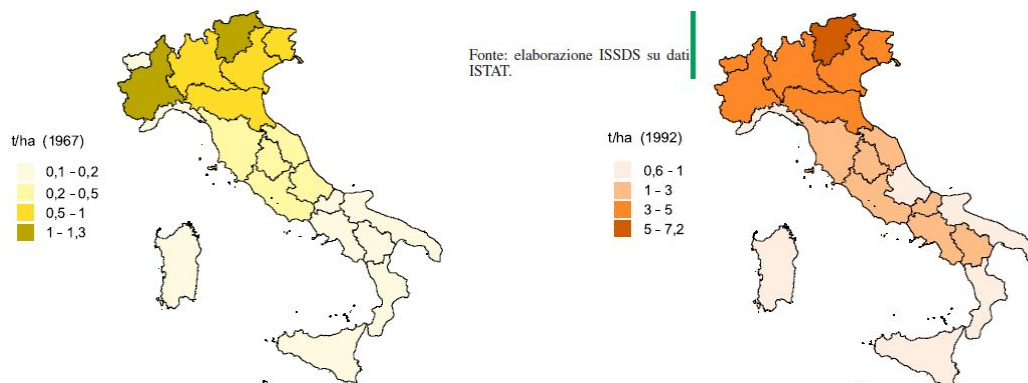 Fonte: elaborazione ISSDS su dati
ISTAT.
t/ha (1967)
0,1 – 0,2
0,2 – 0,5
0,5 – 1
1 – 1,3
t/ha (1992)
0,6 – 1
1 – 3
3 – 5
5 – 7,2